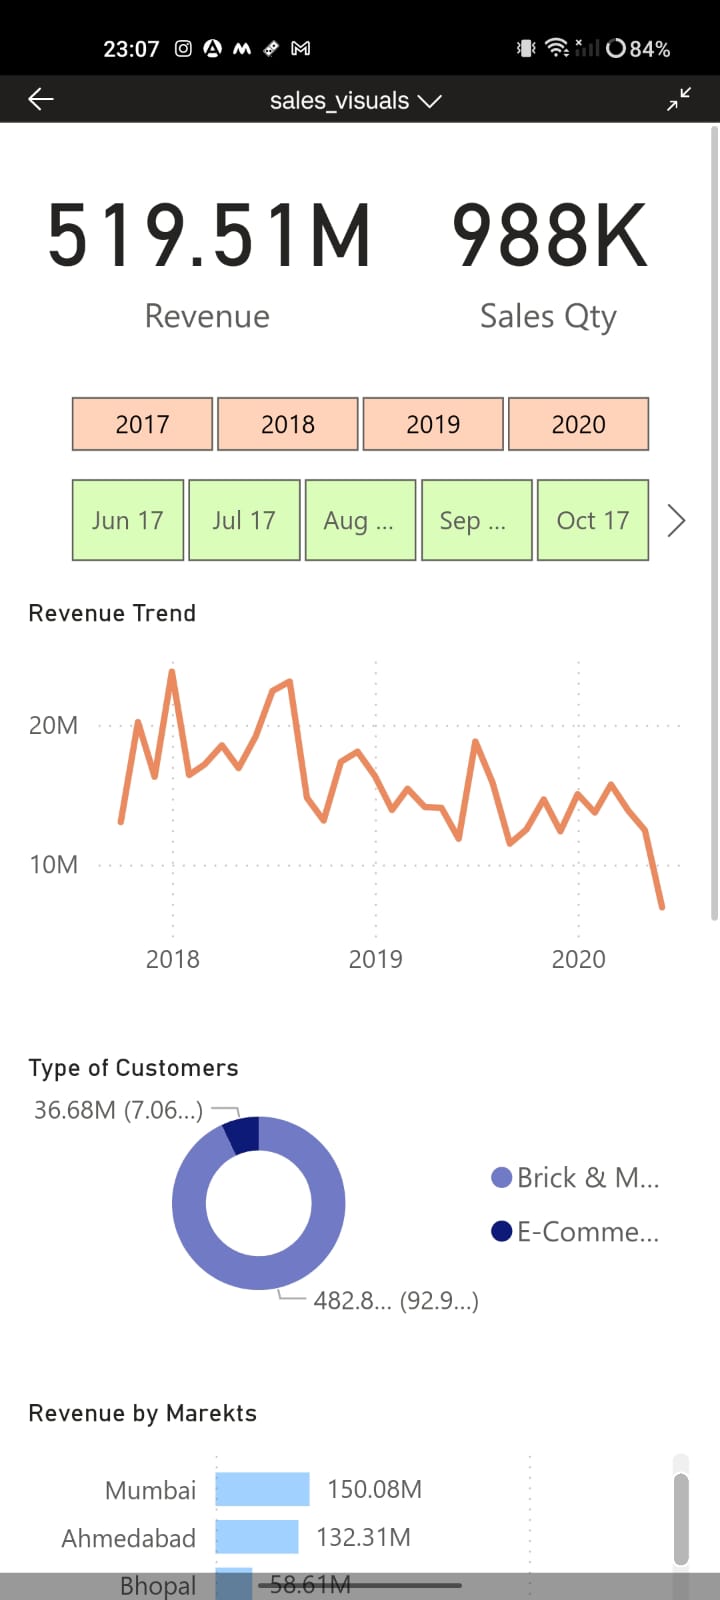 23:07 84%
sales_visuals
519.51M 988K
Revenue Sales Qty
2017 2018 2019 2020
Jun 17 Jul 17 Aug ... Sep ... Oct 17
Revenue Trend
20M
10M
2018 2019 2020
Type of Customers
36.68M (7.06...)
Brick & M...
E-Comme...
482.8... (92.9...)
Revenue by Marekts
Mumbai 150.08M
Ahmedabad 132.31M
Bhopal 58.61M